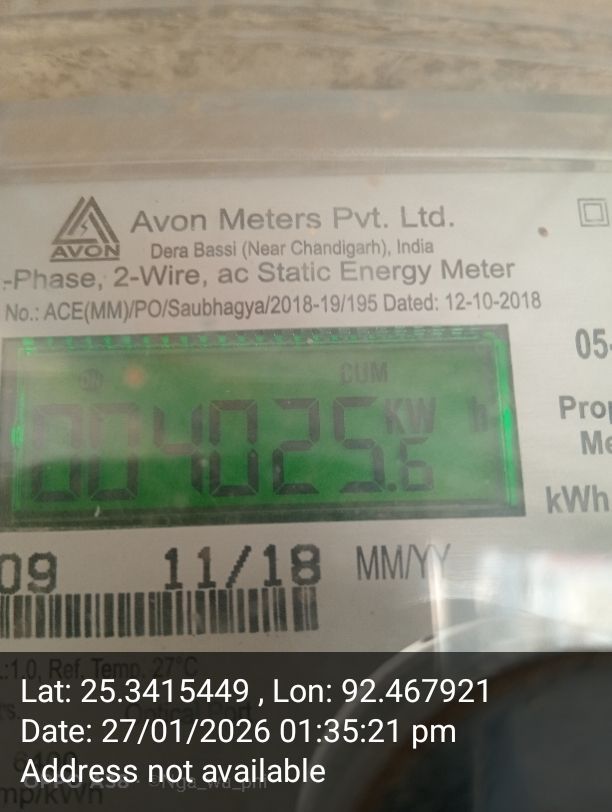 AVON
Avon Meters Pvt. Ltd.
Dera Bassi (Near Chandigarh), India
-Phase, 2-Wire, ac Static Energy Meter
No.: ACE(MM)/PO/Saubhagya/2018-19/195 Dated: 12-10-2018
05-
ON
CUM
004025.6 KW h
kWh
09 11/18 MM/YY
:1.0, Ref. Temp. 27°C
Lat: 25.3415449 , Lon: 92.467921
Date: 27/01/2026 01:35:21 pm
Address not available
mp/kWh